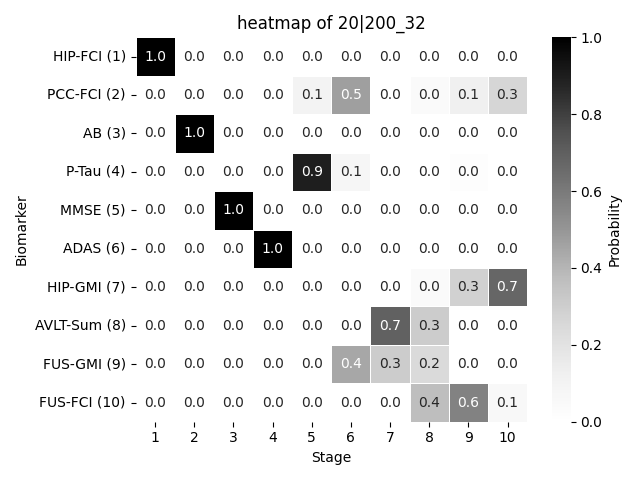 heatmap of 20|200_32
HIP-FCI (1) 1.0 0.0 0.0 0.0 0.0 0.0 0.0 0.0 0.0 0.0
PCC-FCI (2) 0.0 0.0 0.0 0.0 0.1 0.5 0.0 0.0 0.1 0.3
AB (3) 0.0 1.0 0.0 0.0 0.0 0.0 0.0 0.0 0.0 0.0
P-Tau (4) 0.0 0.0 0.0 0.0 0.9 0.1 0.0 0.0 0.0 0.0
MMSE (5) 0.0 0.0 1.0 0.0 0.0 0.0 0.0 0.0 0.0 0.0
ADAS (6) 0.0 0.0 0.0 1.0 0.0 0.0 0.0 0.0 0.0 0.0
HIP-GMI (7) 0.0 0.0 0.0 0.0 0.0 0.0 0.0 0.0 0.3 0.7
AVLT-Sum (8) 0.0 0.0 0.0 0.0 0.0 0.0 0.7 0.3 0.0 0.0
FUS-GMI (9) 0.0 0.0 0.0 0.0 0.0 0.4 0.3 0.2 0.0 0.0
FUS-FCI (10) 0.0 0.0 0.0 0.0 0.0 0.0 0.0 0.4 0.6 0.1
1 2 3 4 5 6 7 8 9 10
Stage
Biomarker
1.0
0.8
0.6
0.4
0.2
0.0
Probability